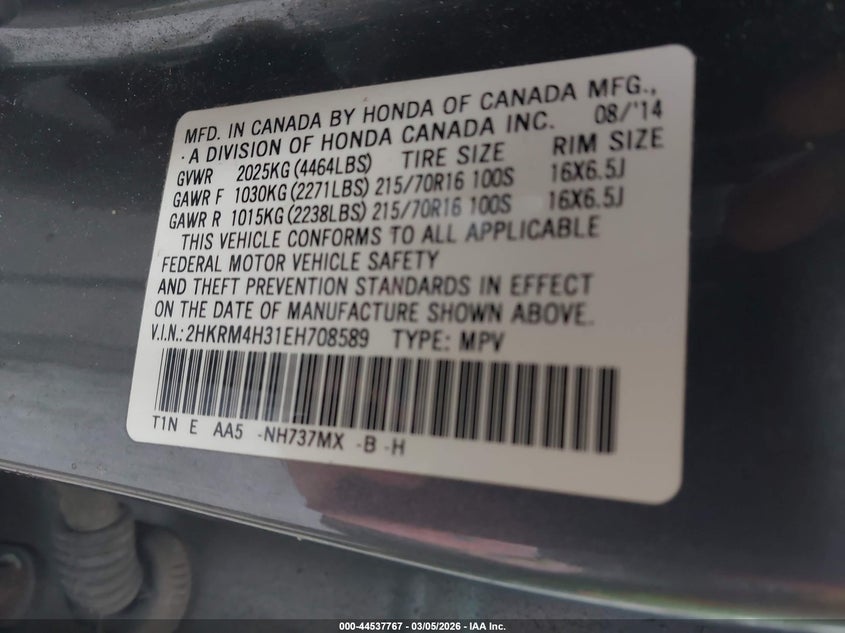 MFD. IN CANADA BY HONDA OF CANADA MFG.,
·A DIVISION OF HONDA CANADA INC. 08/'14
GVWR 2025KG (4464LBS) TIRE SIZE RIM SIZE
GAWR F 1030KG (2271LBS) 215/70R16 100S 16X6.5J
GAWR R 1015KG (2238LBS) 215/70R16 100S 16X6.5J
THIS VEHICLE CONFORMS TO ALL APPLICABLE
FEDERAL MOTOR VEHICLE SAFETY
AND THEFT PREVENTION STANDARDS IN EFFECT
ON THE DATE OF MANUFACTURE SHOWN ABOVE.
V.I.N.: 2HKRM4H31EH708589 TYPE: MPV
T1N E AA5 -NH737MX -B -H
000-44537767 - 03/05/2026 - IAA Inc.